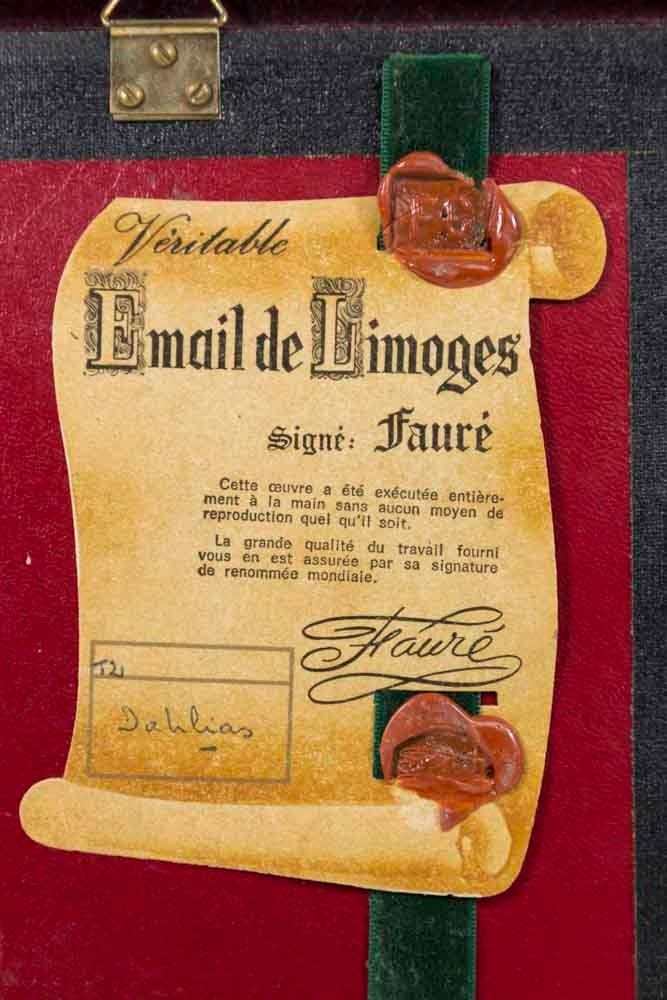 Véritable
Email de Limoges
Signé: Fauré
Cette œuvre a été exécutée entière-
ment à la main sans aucun moyen de
reproduction quel qu'il soit.
La grande qualité du travail fourni
vous en est assurée par sa signature
de renommée mondiale.
Fauré
Dahlias